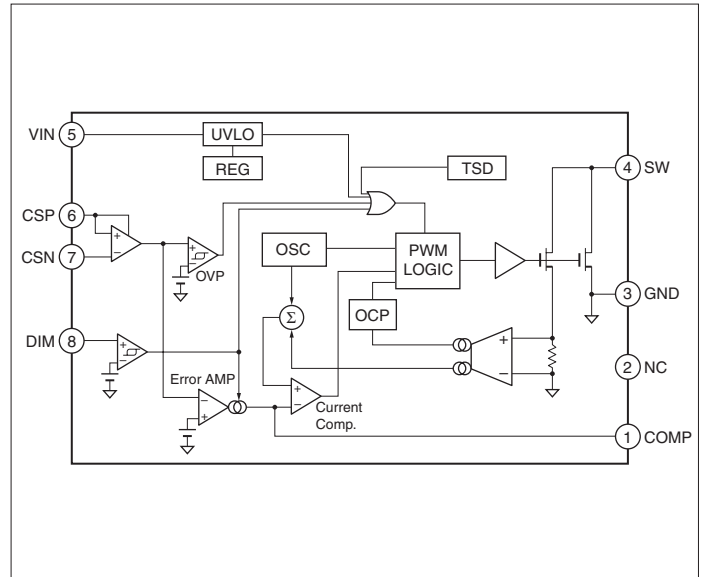 VIN 5 UVLO
REG
TSD
4 SW
CSP 6
CSN 7
+
−
+
−
OVP
OSC
PWM
LOGIC
3 GND
OCP
Σ
DIM 8
+
−
+
−
2 NC
Error AMP
−
+
+
−
Current
Comp.
1 COMP